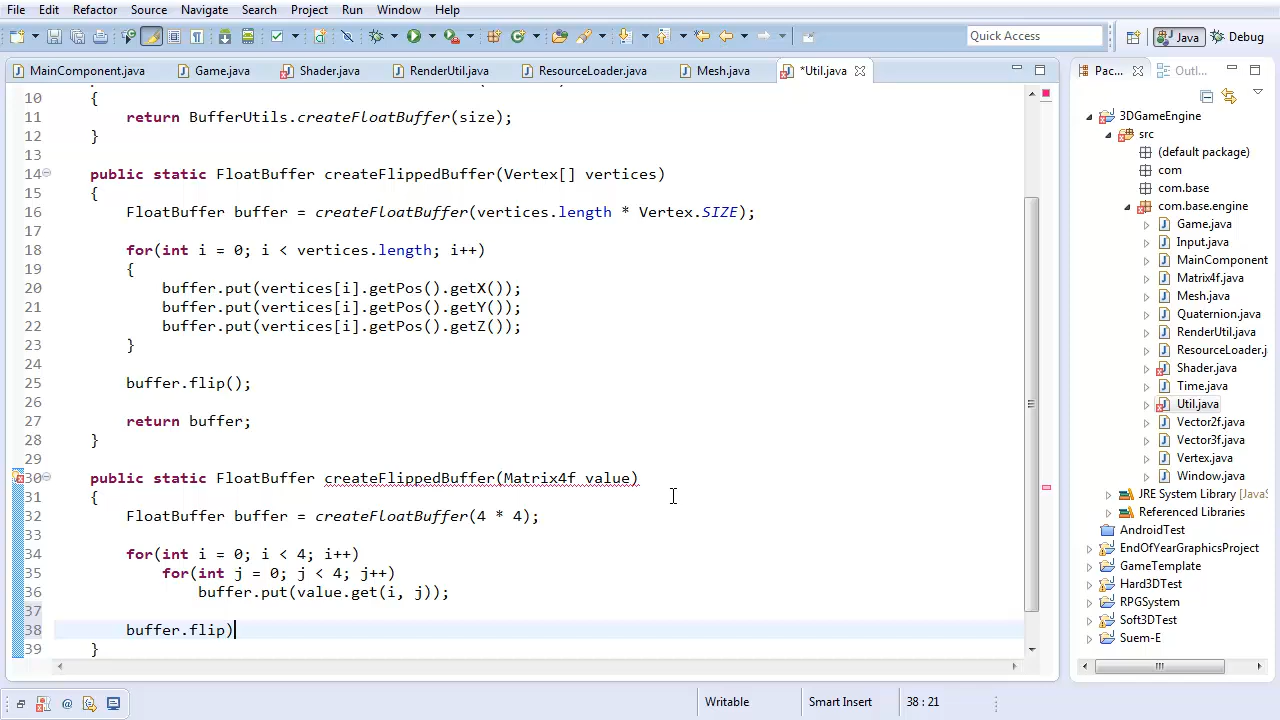 File Edit Refactor Source Navigate Search Project Run Window Help
Quick Access Java Debug
MainComponent.java Game.java Shader.java RenderUtil.java ResourceLoader.java Mesh.java *Util.java Pac... Outl...
10 {
11 return BufferUtils.createFloatBuffer(size);
12 }
13
14 public static FloatBuffer createFlippedBuffer(Vertex[] vertices)
15 {
16 FloatBuffer buffer = createFloatBuffer(vertices.length * Vertex.SIZE);
17
18 for(int i = 0; i < vertices.length; i++)
19 {
20 buffer.put(vertices[i].getPos().getX());
21 buffer.put(vertices[i].getPos().getY());
22 buffer.put(vertices[i].getPos().getZ());
23 }
24
25 buffer.flip();
26
27 return buffer;
28 }
29
30 public static FloatBuffer createFlippedBuffer(Matrix4f value)
31 {
32 FloatBuffer buffer = createFloatBuffer(4 * 4);
33
34 for(int i = 0; i < 4; i++)
35 for(int j = 0; j < 4; j++)
36 buffer.put(value.get(i, j));
37
38 buffer.flip)
39 }
3DGameEngine
src
(default package)
com
com.base
com.base.engine
Game.java
Input.java
MainComponent
Matrix4f.java
Mesh.java
Quaternion.java
RenderUtil.java
ResourceLoader.j
Shader.java
Time.java
Util.java
Vector2f.java
Vector3f.java
Vertex.java
Window.java
JRE System Library [JavaS
Referenced Libraries
AndroidTest
EndOfYearGraphicsProject
GameTemplate
Hard3DTest
RPGSystem
Soft3DTest
Suem-E
Writable Smart Insert 38 : 21